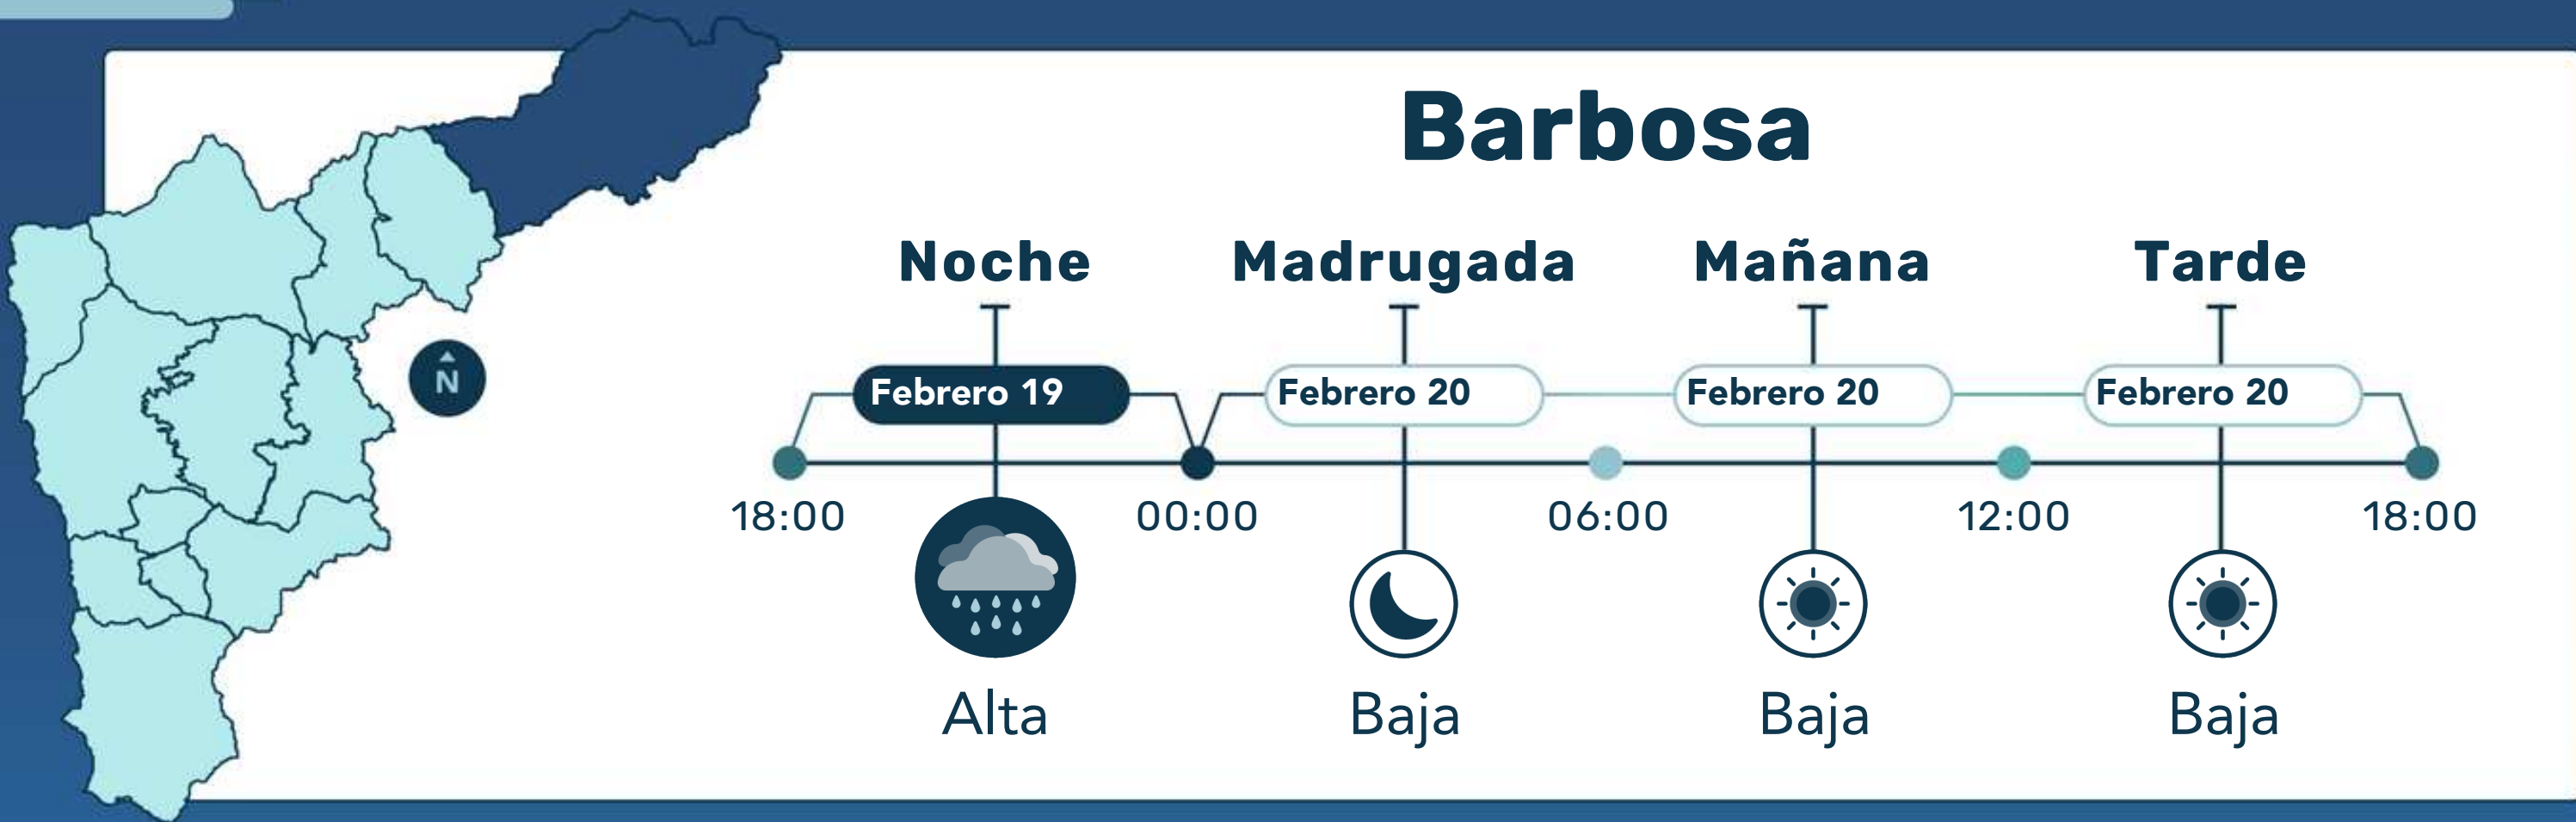 Barbosa
Noche Madrugada Mañana Tarde
Febrero 19 Febrero 20 Febrero 20 Febrero 20
N
18:00 00:00 06:00 12:00 18:00
Alta Baja Baja Baja